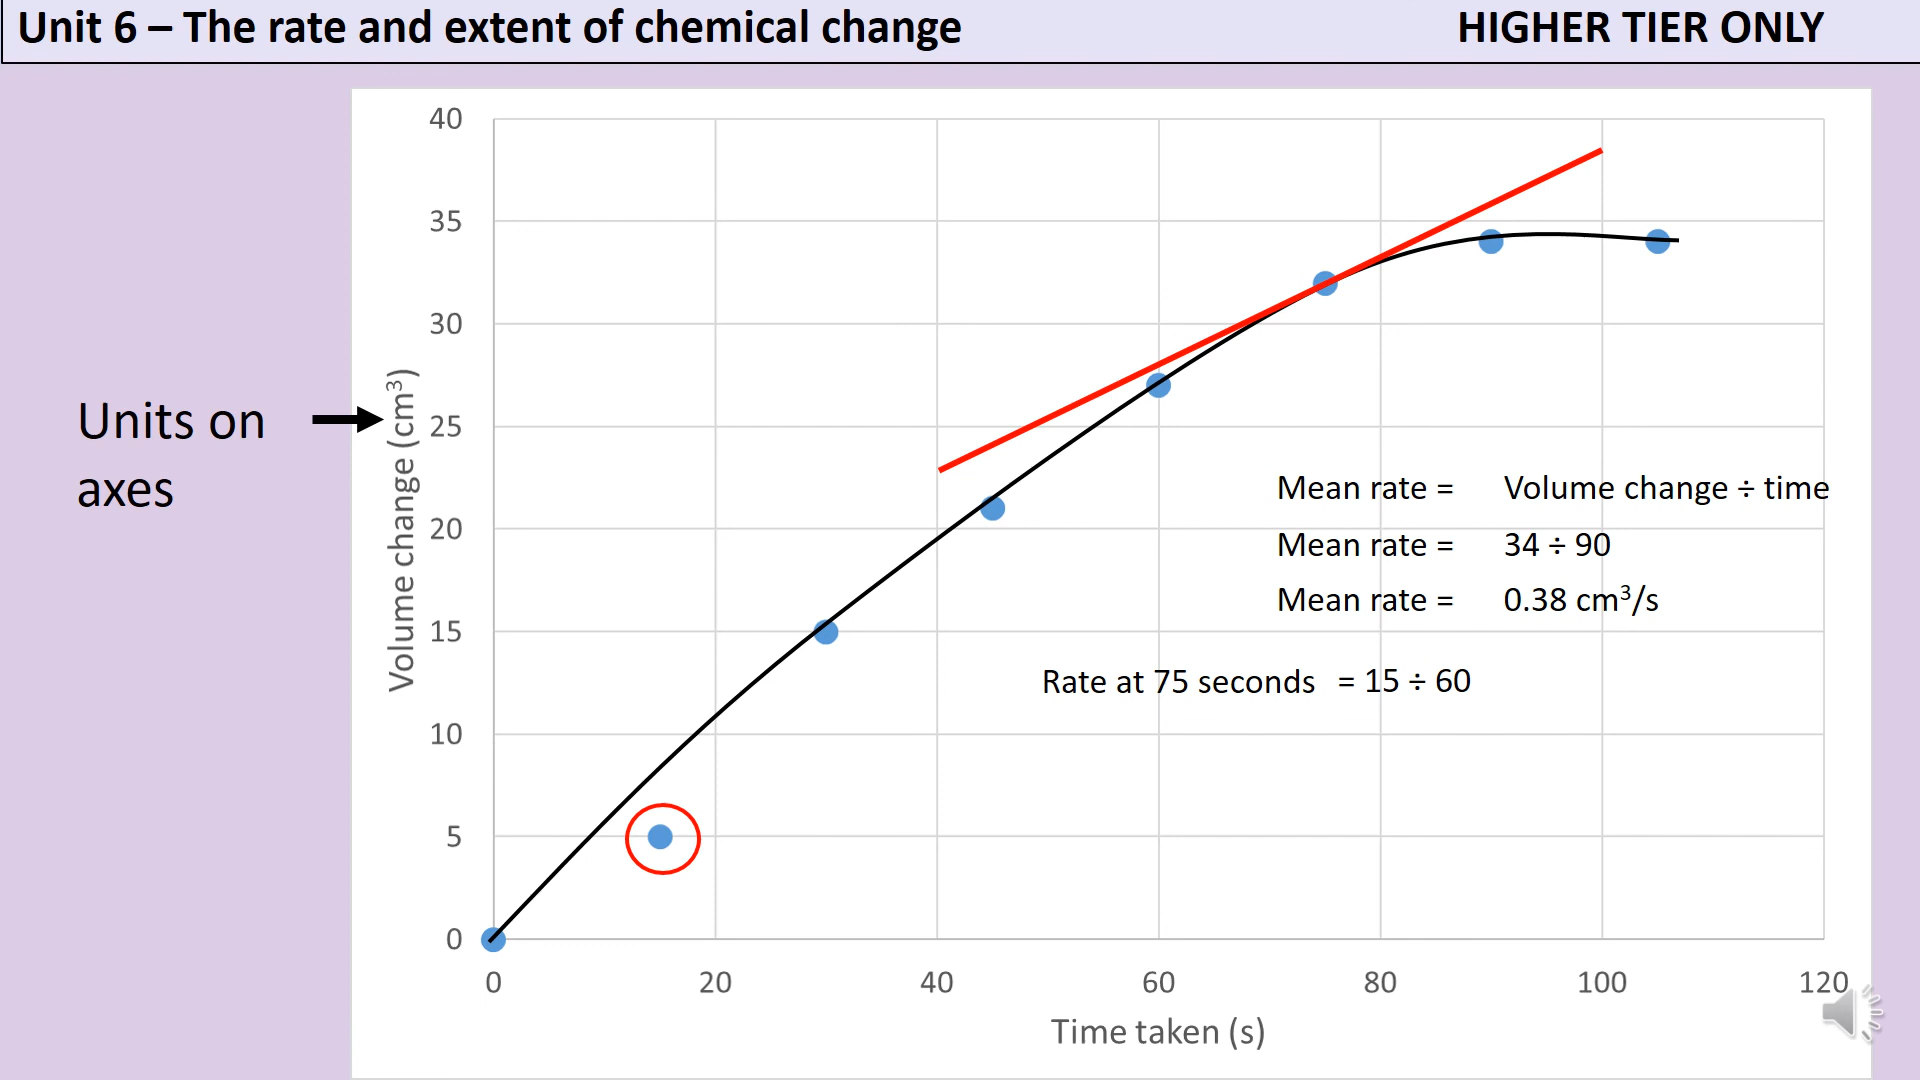 Unit 6 – The rate and extent of chemical change
HIGHER TIER ONLY
Units on
axes
Volume change (cm³)
40
35
30
25
20
15
10
5
0
Mean rate = Volume change ÷ time
Mean rate = 34 ÷ 90
Mean rate = 0.38 cm³/s
Rate at 75 seconds = 15 ÷ 60
0 20 40 60 80 100 120
Time taken (s)